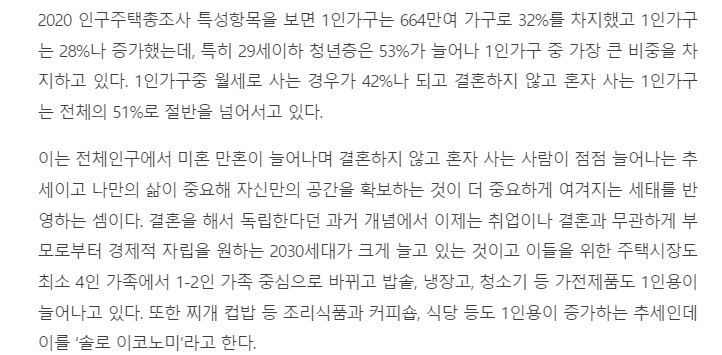 2020 인구주택총조사 특성항목을 보면 1인가구는 664만여 가구로 32%를 차지했고 1인가구
는 28%나 증가했는데, 특히 29세이하 청년층은 53%가 늘어나 1인가구 중 가장 큰 비중을 차
지하고 있다. 1인가구중 월세로 사는 경우가 42%나 되고 결혼하지 않고 혼자 사는 1인가구
는 전체의 51%로 절반을 넘어서고 있다.
이는 전체인구에서 미혼 만혼이 늘어나며 결혼하지 않고 혼자 사는 사람이 점점 늘어나는 추
세이고 나만의 삶이 중요해 자신만의 공간을 확보하는 것이 더 중요하게 여겨지는 세태를 반
영하는 셈이다. 결혼을 해서 독립한다던 과거 개념에서 이제는 취업이나 결혼과 무관하게 부
모로부터 경제적 자립을 원하는 2030세대가 크게 늘고 있는 것이고 이들을 위한 주택시장도
최소 4인 가족에서 1-2인 가족 중심으로 바뀌고 밥솥, 냉장고, 청소기 등 가전제품도 1인용이
늘어나고 있다. 또한 찌개 컵밥 등 조리식품과 커피숍, 식당 등도 1인용이 증가하는 추세인데
이를 ‘솔로 이코노미’라고 한다.